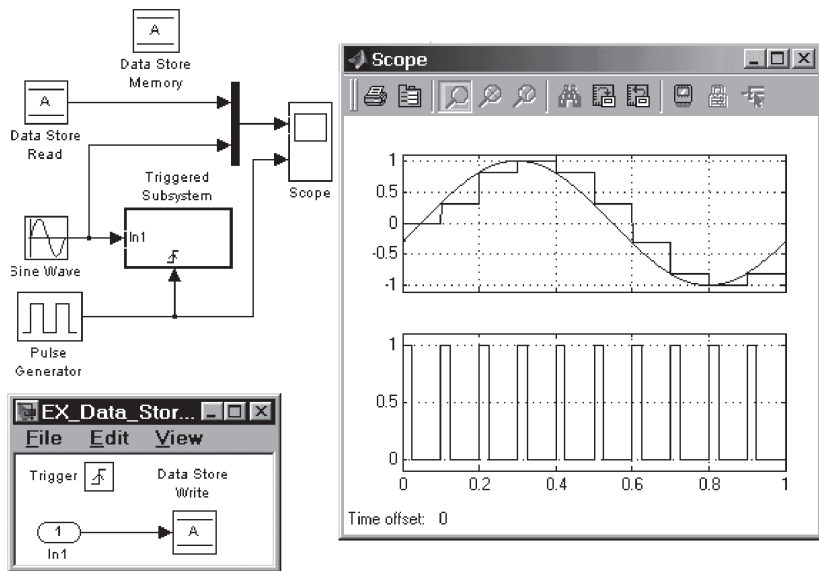 A
Data Store
Memory
A
Data Store
Read
Triggered
Subsystem
In1
Sine Wave
Pulse
Generator
Scope
EX_Data_Stor...
File Edit View
Trigger
Data Store
Write
1
In1
A
Scope
1
0.5
0
-0.5
-1
1
0.5
0
0 0.2 0.4 0.6 0.8 1
Time offset: 0